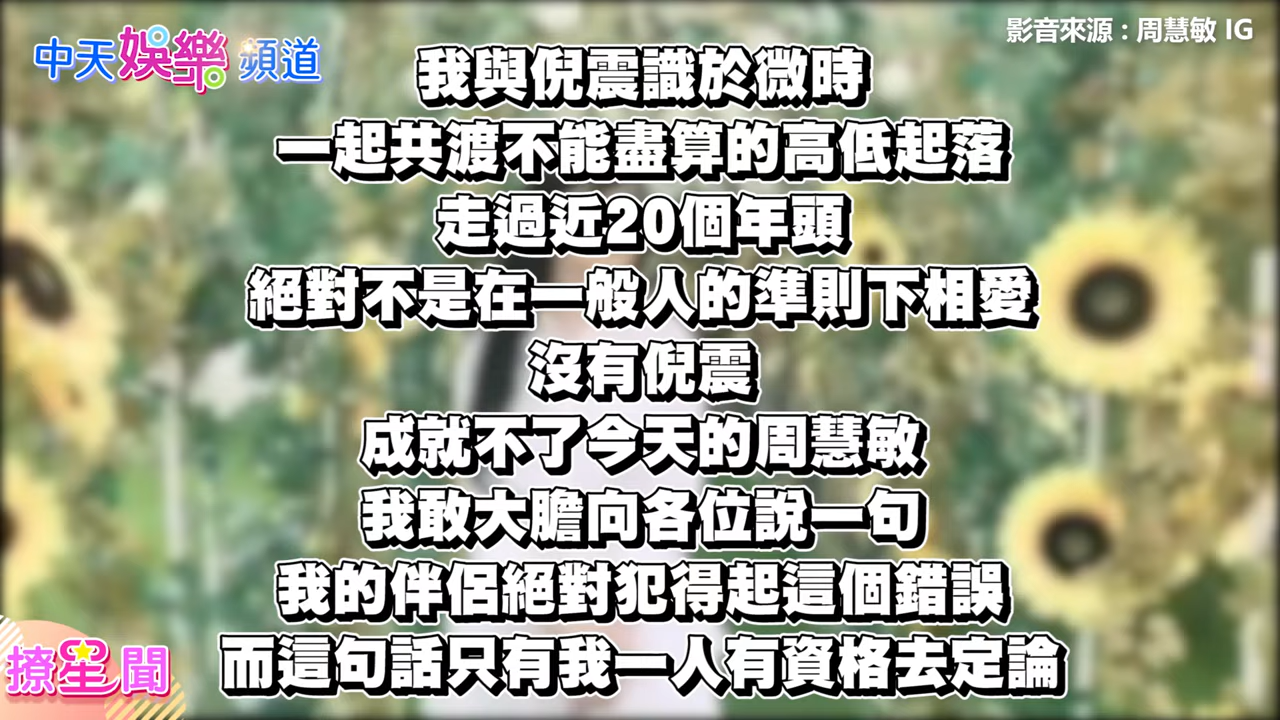 中天娛樂頻道
影音來源：周慧敏 IG
我與倪震識於微時
一起共渡不能盡算的高低起落
走過近20個年頭
絕對不是在一般人的準則下相愛
沒有倪震
成就不了今天的周慧敏
我敢大膽向各位說一句
我的伴侶絕對犯得起這個錯誤
而這句話只有我一人有資格去定論
撩星聞